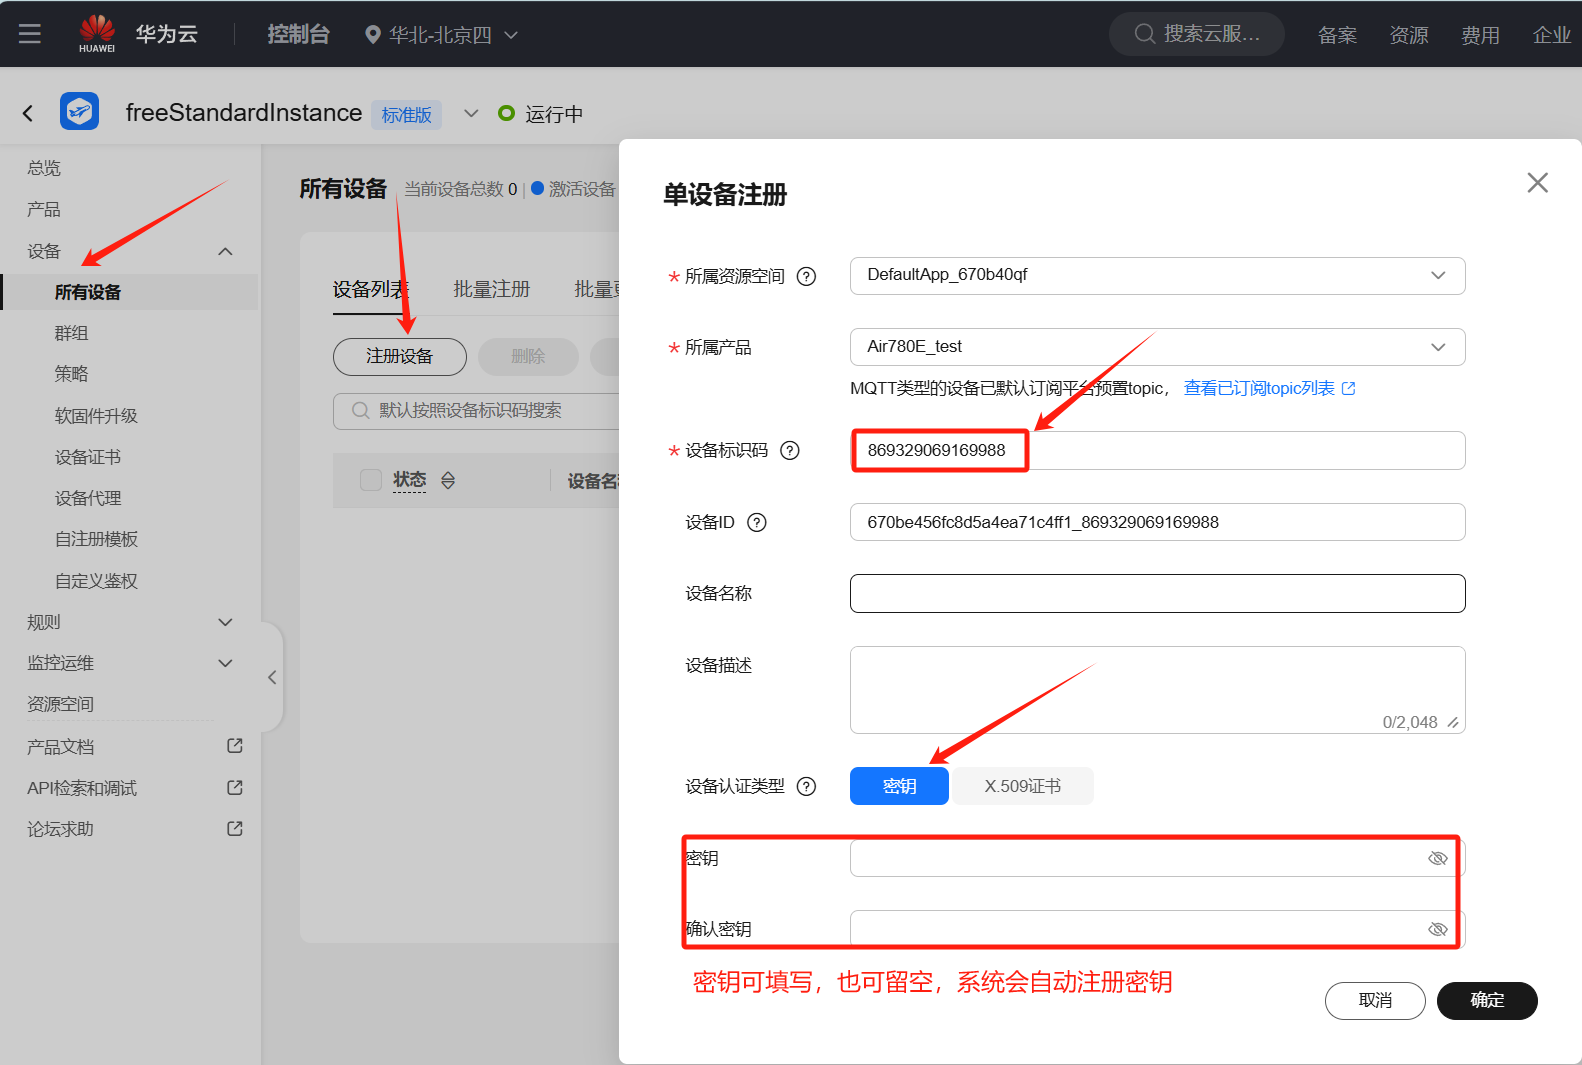 HUAWEI
华为云
控制台
华北-北京四
搜索云服...
备案
资源
费用
企业
freeStandardInstance
标准版
运行中
总览
产品
设备
所有设备
群组
策略
软固件升级
设备证书
设备代理
自注册模板
自定义鉴权
规则
监控运维
资源空间
产品文档
API检索和调试
论坛求助
所有设备
当前设备总数 0
激活设备
设备列表
批量注册
批量
注册设备
删除
默认按照设备标识码搜索
状态
设备名
单设备注册
* 所属资源空间
DefaultApp_670b40qf
* 所属产品
Air780E_test
MQTT类型的设备已默认订阅平台预置topic，
查看已订阅topic列表
* 设备标识码
869329069169988
设备ID
670be456fc8d5a4ea71c4ff1_869329069169988
设备名称
设备描述
0/2,048
设备认证类型
密钥
X.509证书
密钥
确认密钥
密钥可填写，也可留空，系统会自动注册密钥
取消
确定